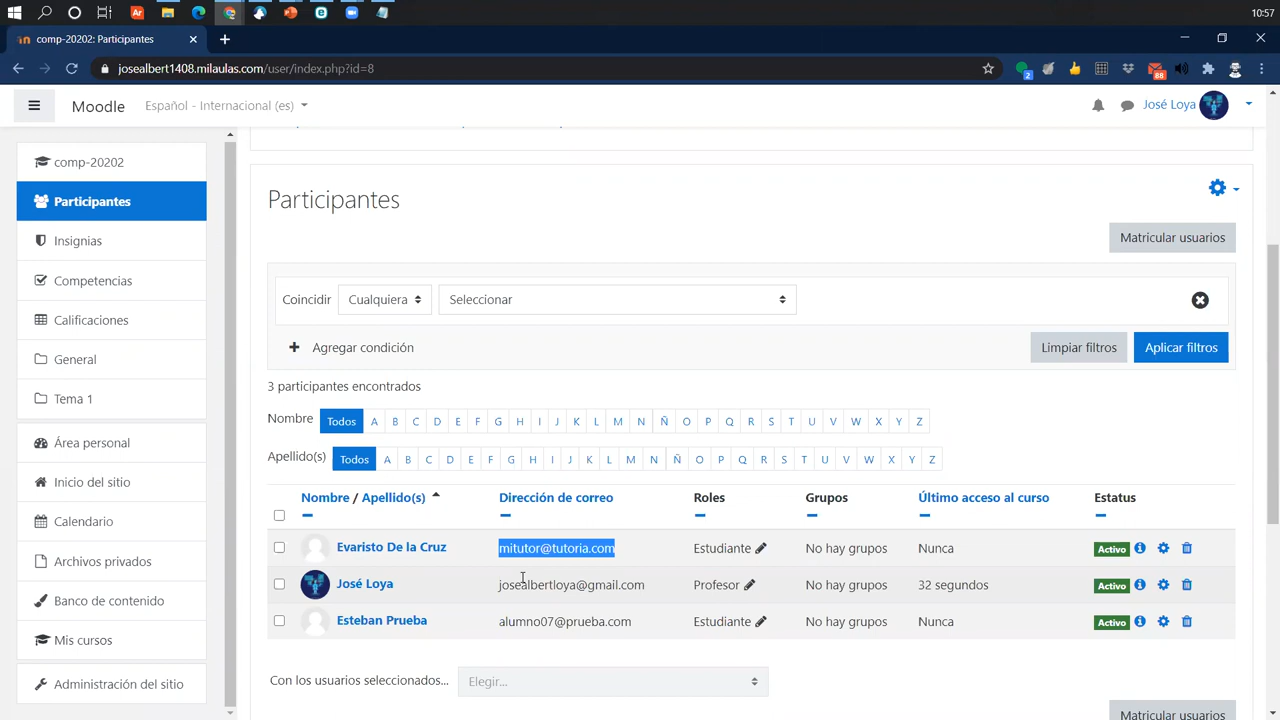 10:57
comp-20202: Participantes
josealbert1408.milaulas.com/user/index.php?id=8
2
88
Moodle
Español - Internacional (es)
José Loya
comp-20202
Participantes
Insignias
Competencias
Calificaciones
General
Tema 1
Área personal
Inicio del sitio
Calendario
Archivos privados
Banco de contenido
Mis cursos
Administración del sitio
Participantes
Matricular usuarios
Coincidir Cualquiera Seleccionar
Agregar condición
Limpiar filtros Aplicar filtros
3 participantes encontrados
Nombre Todos A B C D E F G H I J K L M N Ñ O P Q R S T U V W X Y Z
Apellido(s) Todos A B C D E F G H I J K L M N Ñ O P Q R S T U V W X Y Z
Nombre / Apellido(s) Dirección de correo Roles Grupos Último acceso al curso Estatus
Evaristo De la Cruz mitutor@tutoria.com Estudiante No hay grupos Nunca Activo
José Loya josealbertloya@gmail.com Profesor No hay grupos 32 segundos Activo
Esteban Prueba alumno07@prueba.com Estudiante No hay grupos Nunca Activo
Con los usuarios seleccionados... Elegir...
Matricular usuarios